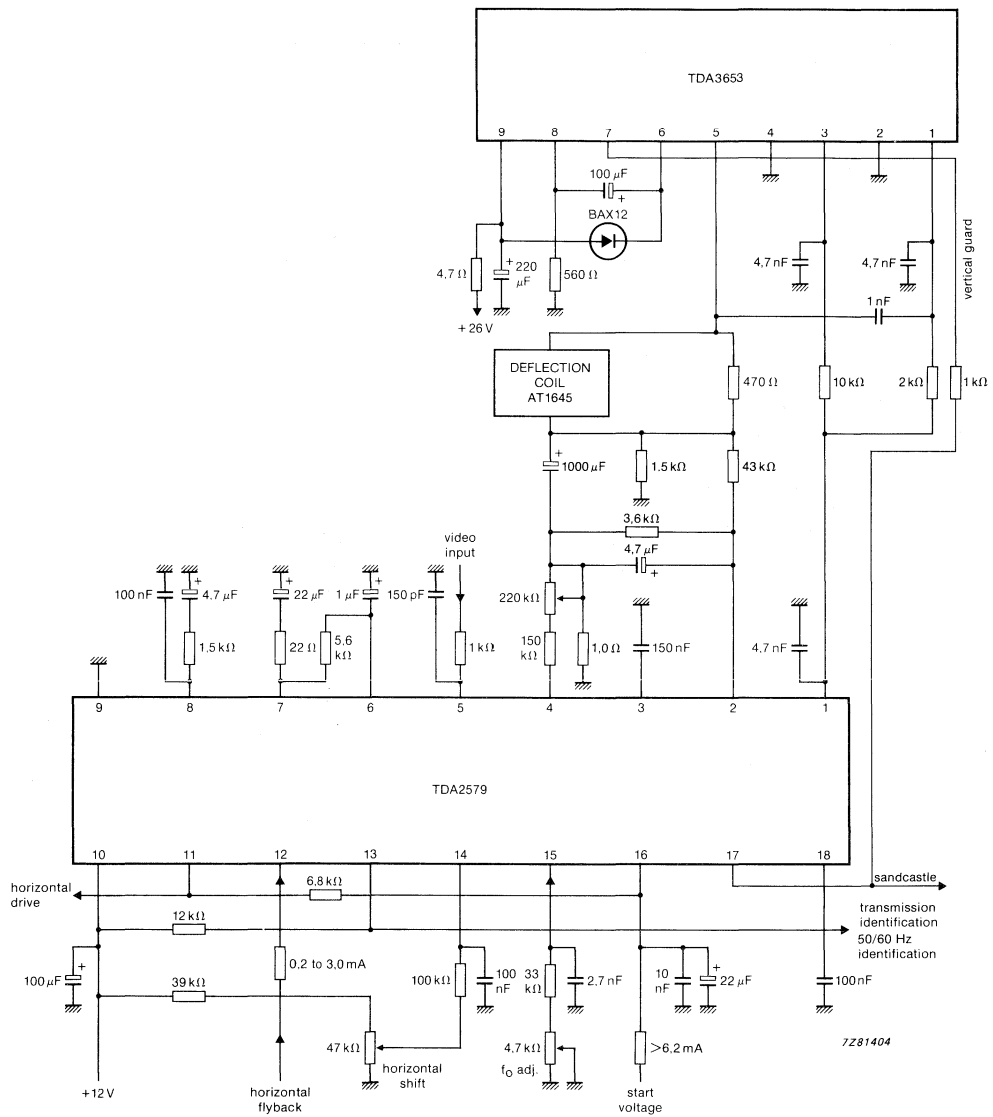 TDA3653
9 8 7 6 5 4 3 2 1
100 μF
+
BAX12
4,7 Ω
+ 220 μF
560 Ω
4,7 nF
4,7 nF
vertical guard
1 nF
+ 26 V
DEFLECTION
COIL
AT1645
470 Ω
10 kΩ
2 kΩ
1 kΩ
+
1000 μF
1.5 kΩ
43 kΩ
3,6 kΩ
4,7 μF
+
video
input
100 nF
+
4,7 μF
+
22 μF
1 μF
+
150 pF
220 kΩ
1,5 kΩ
22 Ω
5,6
kΩ
1 kΩ
150
kΩ
1,0 Ω
150 nF
4,7 nF
9 8 7 6 5 4 3 2 1
TDA2579
10 11 12 13 14 15 16 17 18
horizontal
drive
6,8 kΩ
sandcastle
12 kΩ
transmission
identification
50/60 Hz
identification
100 μF
+
0,2 to 3,0 mA
39 kΩ
100 kΩ
100
nF
33
kΩ
2,7 nF
10
nF
+
22 μF
100 nF
47 kΩ
horizontal
shift
4,7 kΩ
fO adj.
>6,2 mA
7Z81404
+12 V
horizontal
flyback
start
voltage